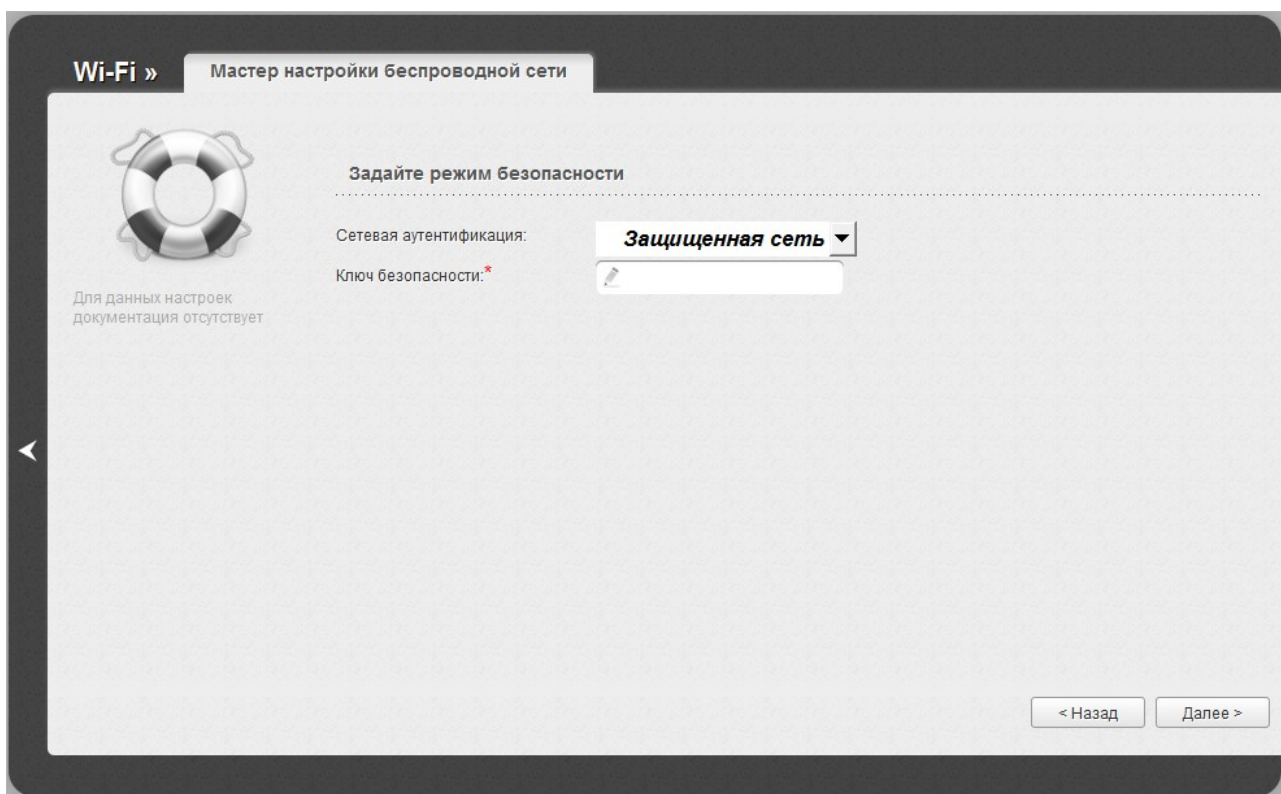 Wi-Fi »
Мастер настройки беспроводной сети
Задайте режим безопасности
Сетевая аутентификация:
Защищенная сеть
Ключ безопасности:*
Для данных настроек
документация отсутствует
< Назад
Далее >